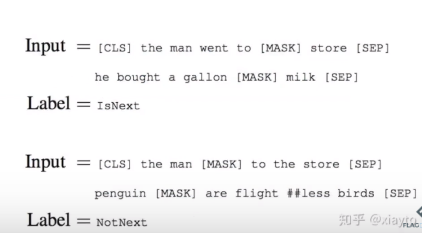 Input = [CLS] the man went to [MASK] store [SEP]
he bought a gallon [MASK] milk [SEP]
Label = IsNext
Input = [CLS] the man [MASK] to the store [SEP]
penguin [MASK] are flight ##less birds [SEP]
Label = NotNext
知乎
FLAG